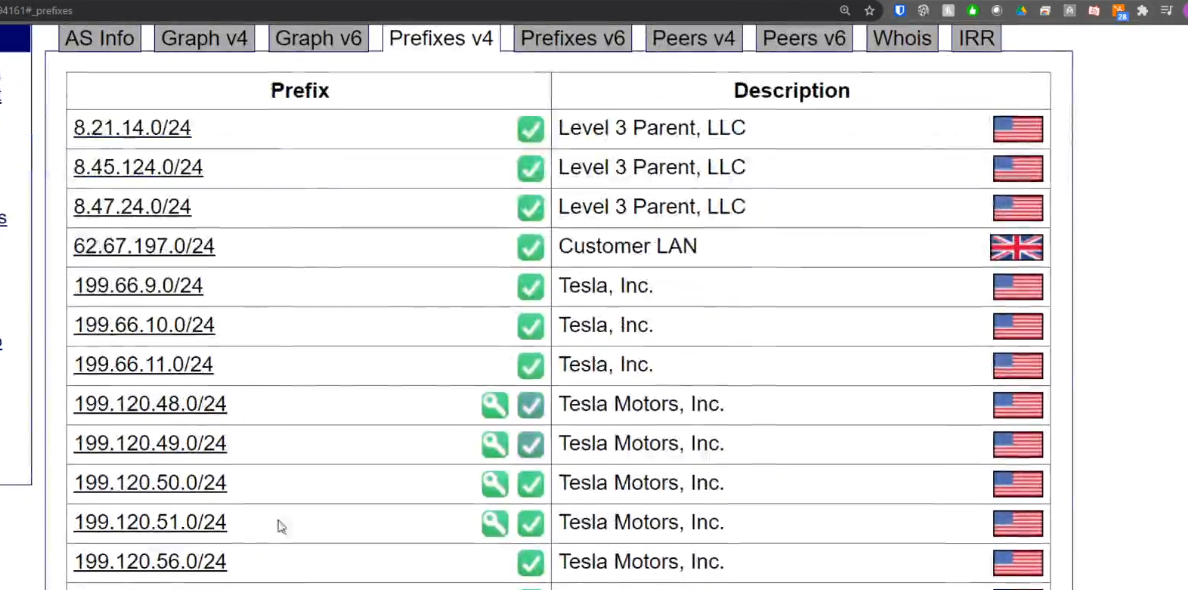 94161#_prefixes
28
AS Info Graph v4 Graph v6 Prefixes v4 Prefixes v6 Peers v4 Peers v6 Whois IRR
Prefix Description
8.21.14.0/24 Level 3 Parent, LLC
8.45.124.0/24 Level 3 Parent, LLC
8.47.24.0/24 Level 3 Parent, LLC
s
62.67.197.0/24 Customer LAN
199.66.9.0/24 Tesla, Inc.
199.66.10.0/24 Tesla, Inc.
199.66.11.0/24 Tesla, Inc.
199.120.48.0/24 Tesla Motors, Inc.
199.120.49.0/24 Tesla Motors, Inc.
199.120.50.0/24 Tesla Motors, Inc.
199.120.51.0/24 Tesla Motors, Inc.
199.120.56.0/24 Tesla Motors, Inc.